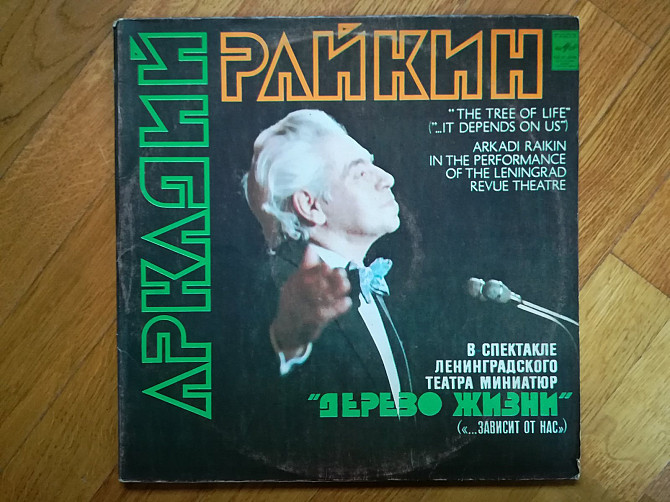 АРКАДИЙ
РАЙКИН
"THE TREE OF LIFE"
("...IT DEPENDS ON US")
ARKADI RAIKIN
IN THE PERFORMANCE
OF THE LENINGRAD
REVUE THEATRE
В СПЕКТАКЛЕ
ЛЕНИНГРАДСКОГО
ТЕАТРА МИНИАТЮР
"ДЕРЕВО ЖИЗНИ"
(«...ЗАВИСИТ ОТ НАС»)